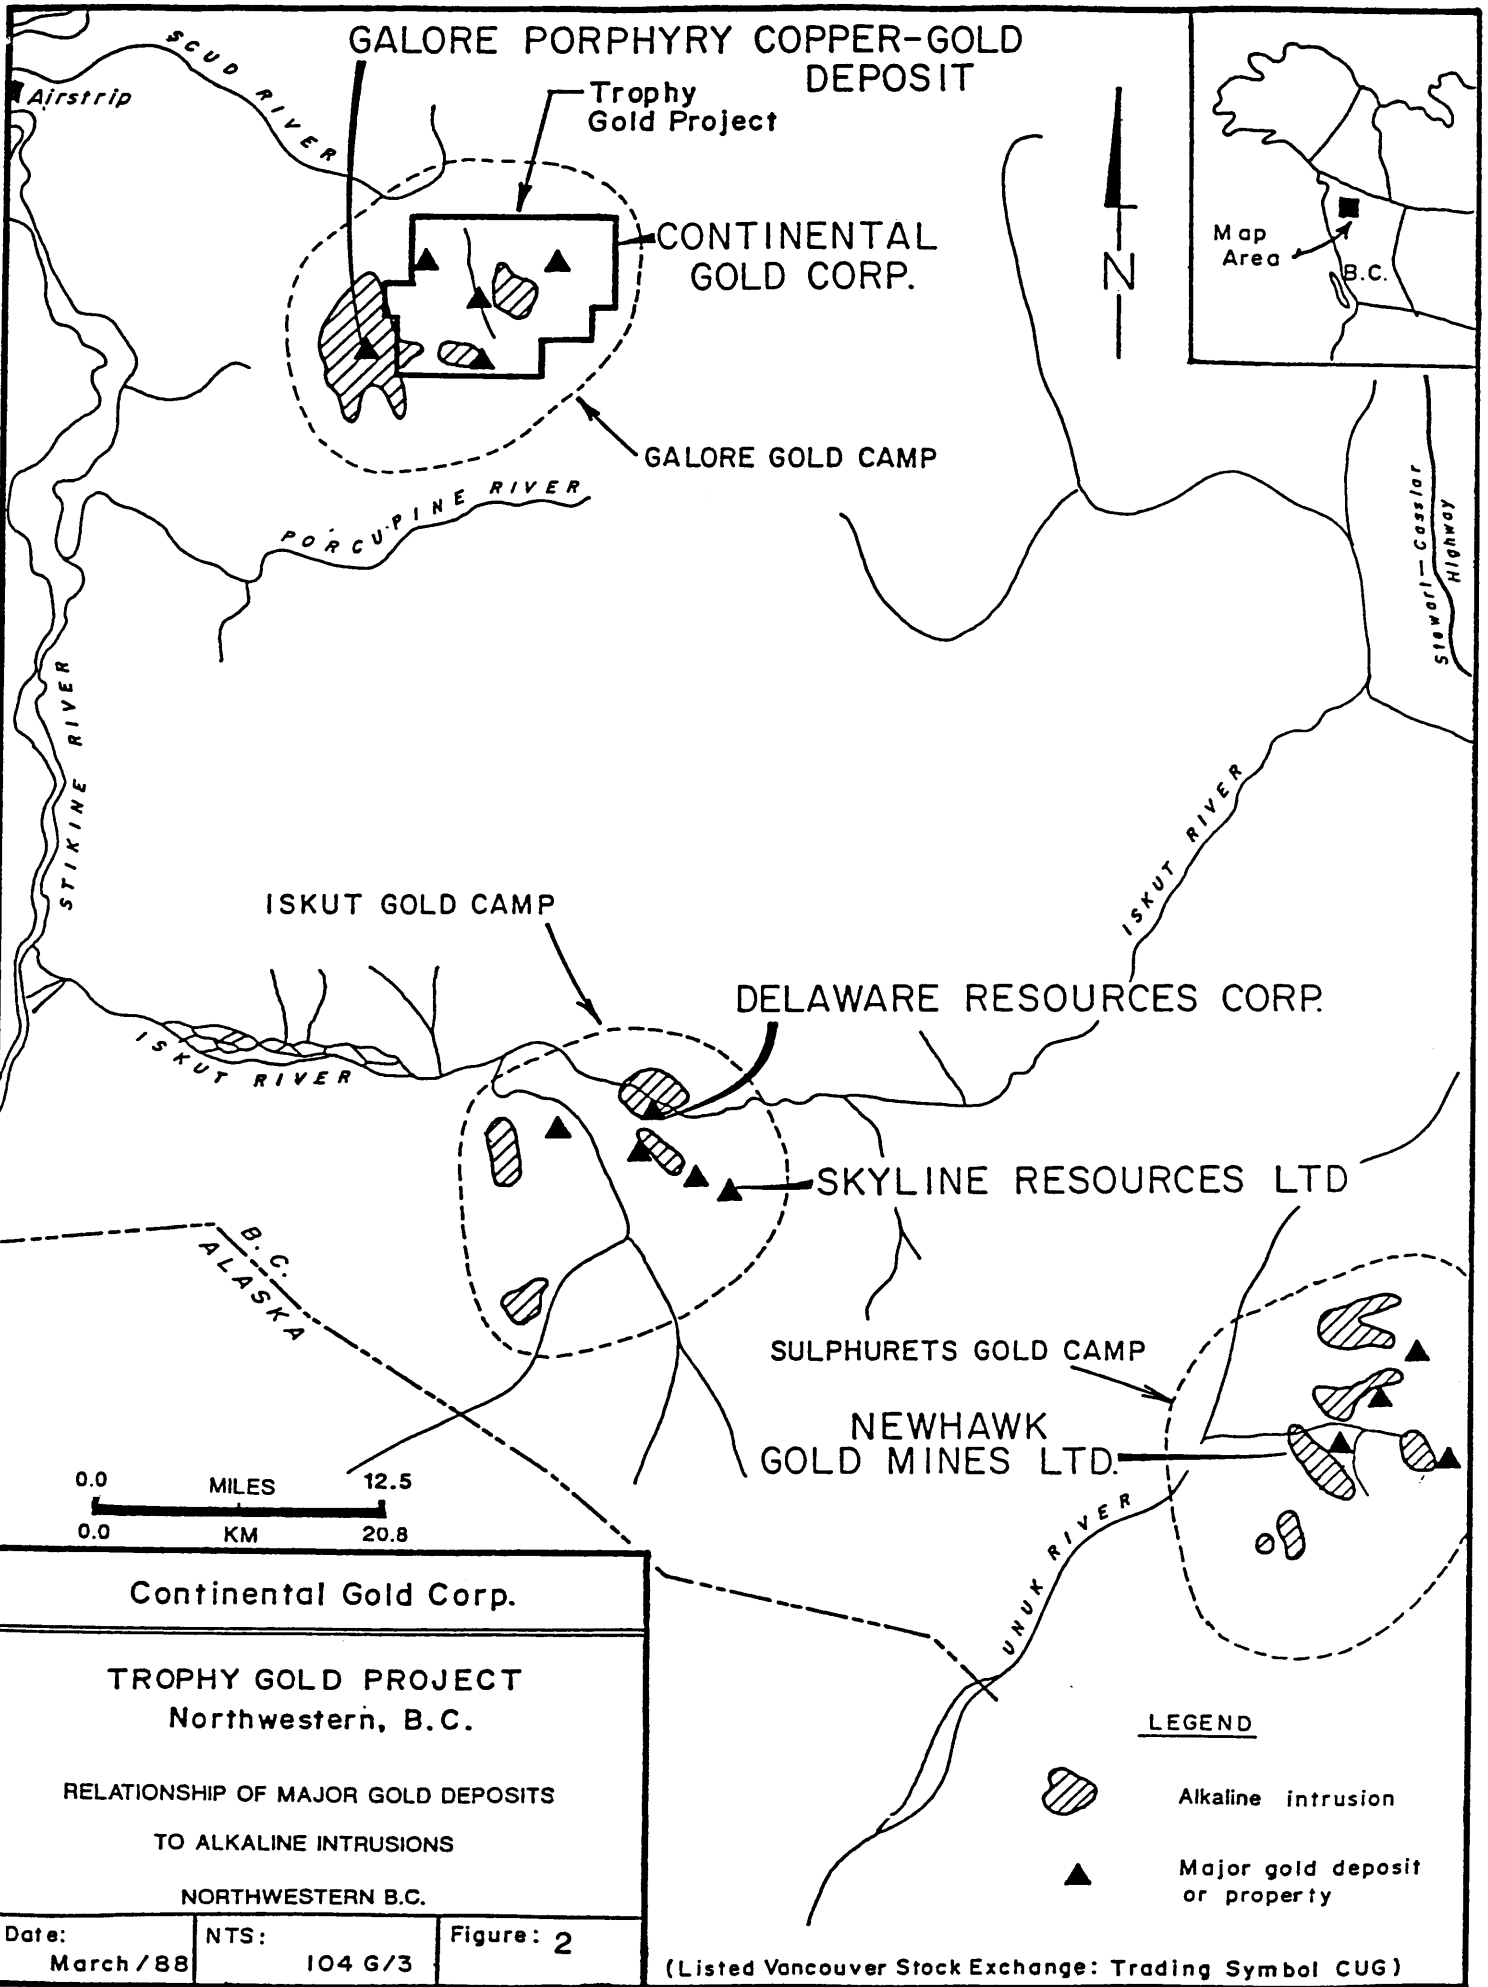 GALORE PORPHYRY COPPER-GOLD
DEPOSIT
SCUD RIVER
Airstrip
Trophy
Gold Project
CONTINENTAL
GOLD CORP.
N
Map
Area
B.C.
GALORE GOLD CAMP
PORCUPINE RIVER
Stewart-Cassiar
Highway
STIKINE RIVER
ISKUT RIVER
ISKUT GOLD CAMP
DELAWARE RESOURCES CORP.
ISKUT RIVER
SKYLINE RESOURCES LTD
B.C.
ALASKA
SULPHURETS GOLD CAMP
NEWHAWK
GOLD MINES LTD.
0.0 MILES 12.5
0.0 KM 20.8
UNUK RIVER
Continental Gold Corp.
TROPHY GOLD PROJECT
Northwestern, B.C.
RELATIONSHIP OF MAJOR GOLD DEPOSITS
TO ALKALINE INTRUSIONS
NORTHWESTERN B.C.
Date:
March/88
NTS:
104 G/3
Figure: 2
LEGEND
Alkaline intrusion
Major gold deposit
or property
(Listed Vancouver Stock Exchange: Trading Symbol CUG)